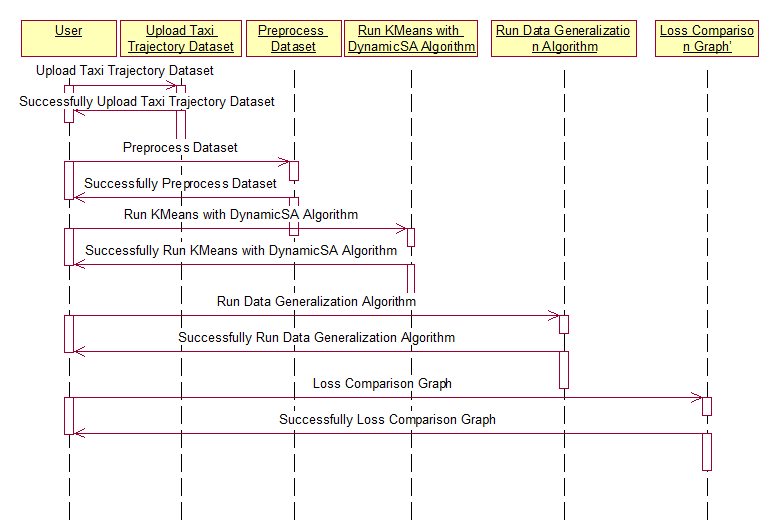 User
Upload Taxi
Trajectory Dataset
Preprocess
Dataset
Run KMeans with
DynamicSA Algorithm
Run Data Generalizatio
n Algorithm
Loss Compariso
n Graph'
Upload Taxi Trajectory Dataset
Successfully Upload Taxi Trajectory Dataset
Preprocess Dataset
Successfully Preprocess Dataset
Run KMeans with DynamicSA Algorithm
Successfully Run KMeans with DynamicSA Algorithm
Run Data Generalization Algorithm
Successfully Run Data Generalization Algorithm
Loss Comparison Graph
Successfully Loss Comparison Graph